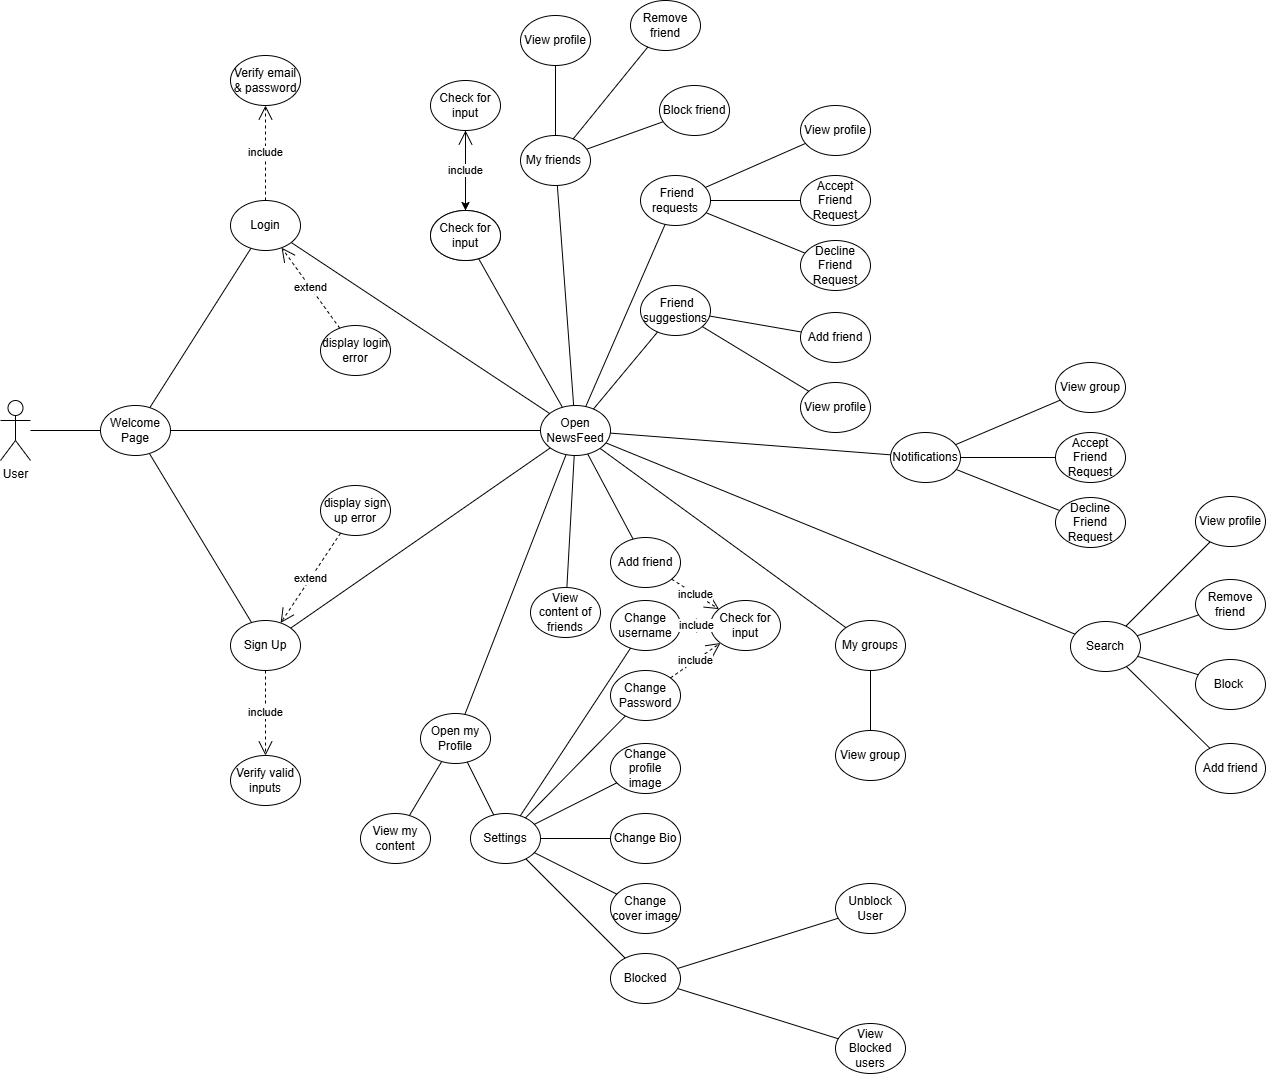 Remove
friend
View profile
Verify email
& password
Check for
input
Block friend
View profile
include
My friends
include
Accept
Friend
Request
Friend
requests
Login
Check for
input
Decline
Friend
Request
extend
Friend
suggestions
Add friend
display login
error
View group
View profile
Welcome
Page
Open
NewsFeed
Accept
Friend
Request
Notifications
User
display sign
up error
Decline
Friend
Request
View profile
Add friend
extend
include
View
content of
friends
Change
username
include
Check for
input
Remove
friend
Sign Up
My groups
Search
include
Change
Password
Block
include
Open my
Profile
View group
Change
profile
image
Add friend
Verify valid
inputs
View my
content
Settings
Change Bio
Change
cover image
Unblock
User
Blocked
View
Blocked
users